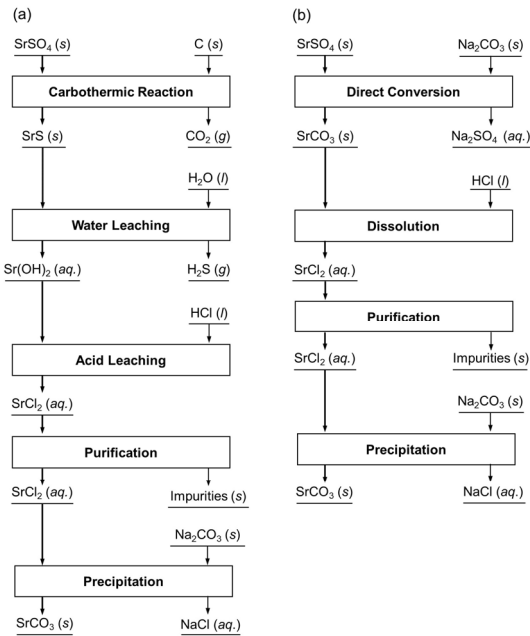 (a)
SrSO₄ (s)
C (s)
Carbothermic Reaction
SrS (s)
CO₂ (g)
H₂O (l)
Water Leaching
Sr(OH)₂ (aq.)
H₂S (g)
HCl (l)
Acid Leaching
SrCl₂ (aq.)
Purification
SrCl₂ (aq.)
Impurities (s)
Na₂CO₃ (s)
Precipitation
SrCO₃ (s)
NaCl (aq.)
(b)
SrSO₄ (s)
Na₂CO₃ (s)
Direct Conversion
SrCO₃ (s)
Na₂SO₄ (aq.)
HCl (l)
Dissolution
SrCl₂ (aq.)
Purification
SrCl₂ (aq.)
Impurities (s)
Na₂CO₃ (s)
Precipitation
SrCO₃ (s)
NaCl (aq.)